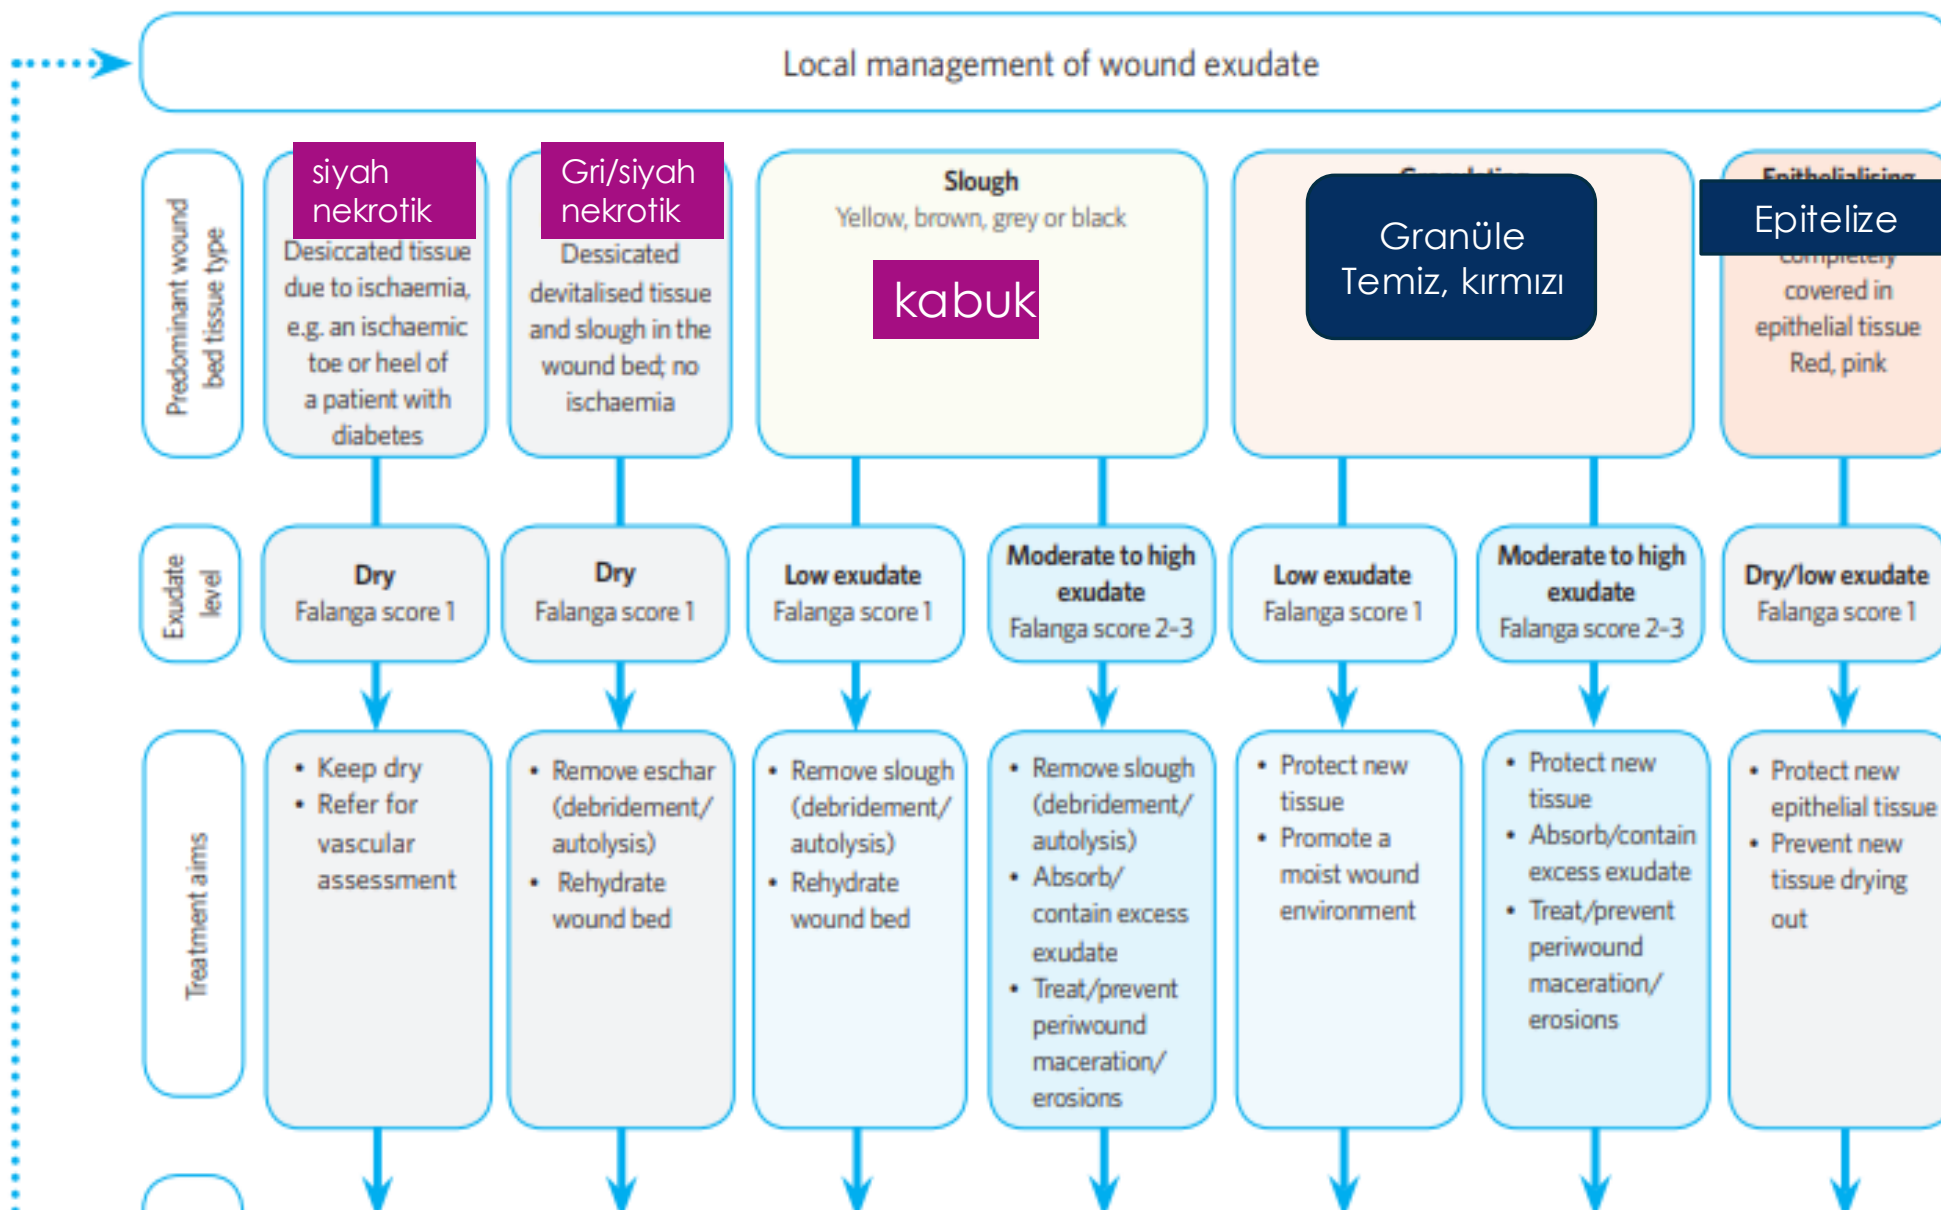 Local management of wound exudate
Predominant wound
bed tissue type
siyah
nekrotik
Desiccated tissue
due to ischaemia,
e.g. an ischaemic
toe or heel of
a patient with
diabetes
Gri/siyah
nekrotik
Dessicated
devitalised tissue
and slough in the
wound bed; no
ischaemia
Slough
Yellow, brown, grey or black
kabuk
Granüle
Temiz, kırmızı
Epitelize
completely
covered in
epithelial tissue
Red, pink
Exudate
level
Dry
Falanga score 1
Dry
Falanga score 1
Low exudate
Falanga score 1
Moderate to high
exudate
Falanga score 2–3
Low exudate
Falanga score 1
Moderate to high
exudate
Falanga score 2–3
Dry/low exudate
Falanga score 1
Treatment aims
• Keep dry
• Refer for
vascular
assessment
• Remove eschar
(debridement/
autolysis)
• Rehydrate
wound bed
• Remove slough
(debridement/
autolysis)
• Rehydrate
wound bed
• Remove slough
(debridement/
autolysis)
• Absorb/
contain excess
exudate
• Treat/prevent
periwound
maceration/
erosions
• Protect new
tissue
• Promote a
moist wound
environment
• Protect new
tissue
• Absorb/contain
excess exudate
• Treat/prevent
periwound
maceration/
erosions
• Protect new
epithelial tissue
• Prevent new
tissue drying
out